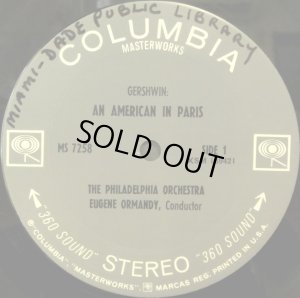 MIAMI-DADE PUBLIC LIBRARY
COLUMBIA
MASTERWORKS
GERSHWIN:
AN AMERICAN IN PARIS
SOLD OUT
MS 7258
SIDE 1
THE PHILADELPHIA ORCHESTRA
EUGENE ORMANDY, Conductor
"360 SOUND" STEREO "360 SOUND"
® "COLUMBIA", "MASTERWORKS", MARCAS REG. PRINTED IN U.S.A.